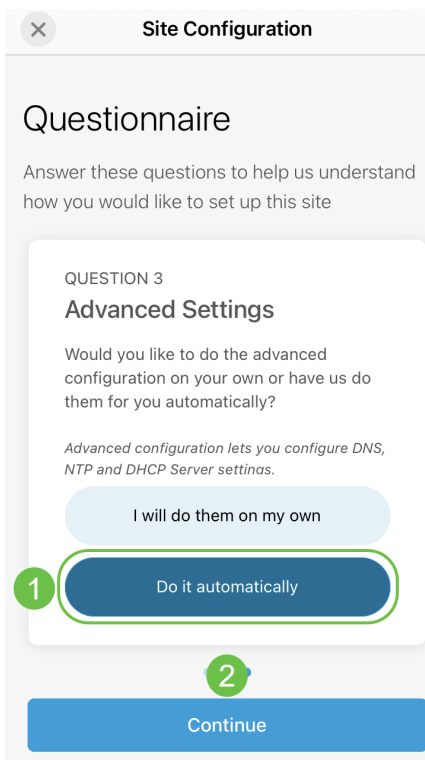 Site Configuration
Questionnaire
Answer these questions to help us understand
how you would like to set up this site
QUESTION 3
Advanced Settings
Would you like to do the advanced
configuration on your own or have us do
them for you automatically?
Advanced configuration lets you configure DNS,
NTP and DHCP Server settings.
I will do them on my own
1
Do it automatically
2
Continue